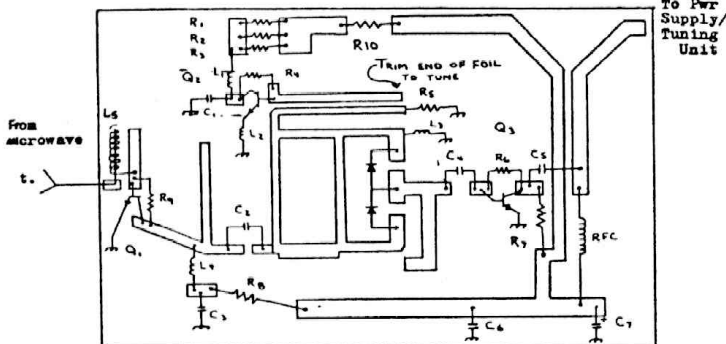 To Pwr
Supply/
Tuning
Unit
R1
R2
R3
R10
TRIM END OF FOIL
TO TUNE
Q2
L1
R4
C1
R5
L2
L3
Q3
From
microwave
L5
t.
R9
C2
C4
R6
C5
Q1
R7
RFC
L4
R8
C3
C6
+
C7